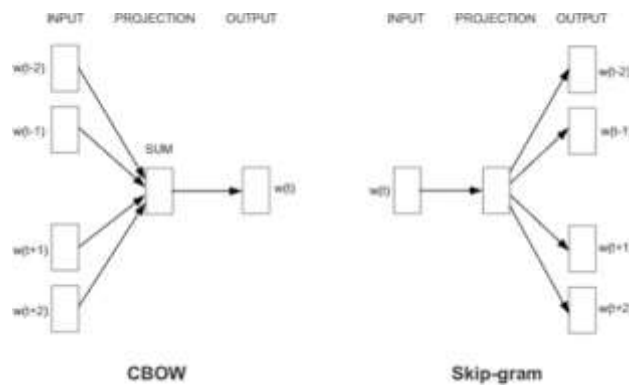 INPUT PROJECTION OUTPUT
w(t-2)
w(t-1)
SUM
w(t)
w(t+1)
w(t+2)
CBOW
INPUT PROJECTION OUTPUT
w(t-2)
w(t-1
w(t)
w(t+1
w(t+2
Skip-gram